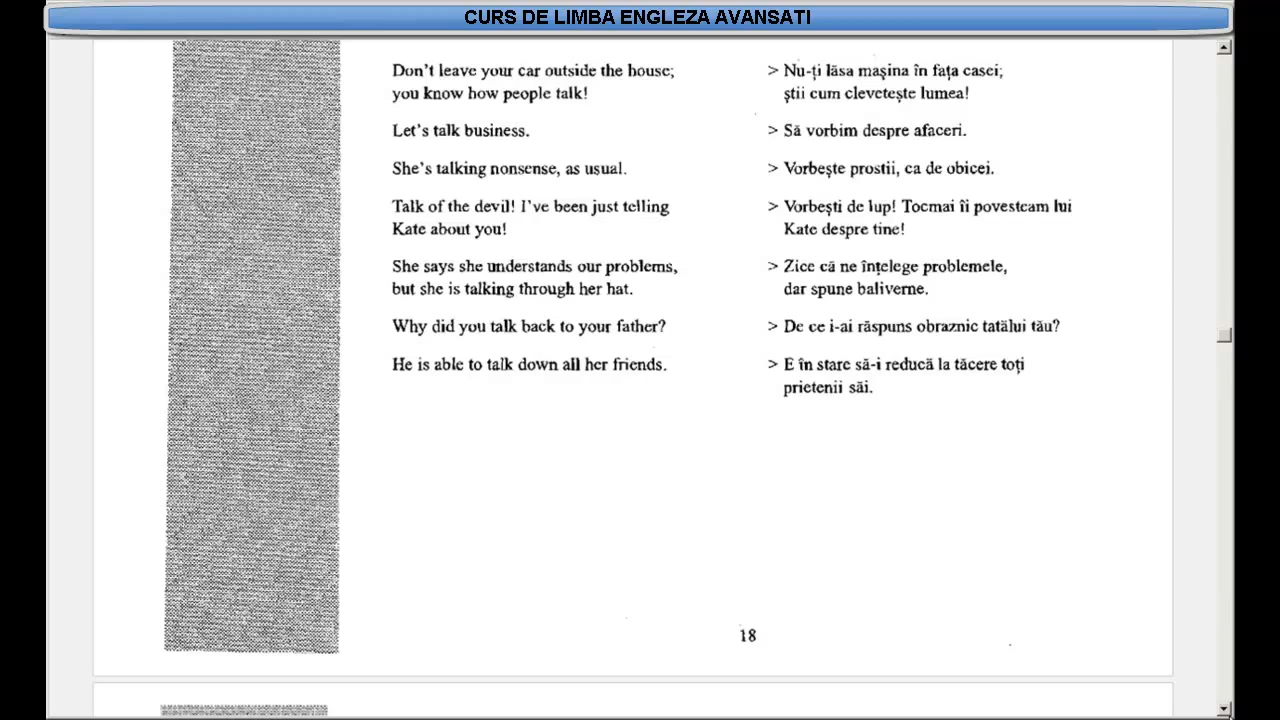 CURS DE LIMBA ENGLEZA AVANSATI
Don't leave your car outside the house;
you know how people talk!
> Nu-ți lăsa mașina în fața casei;
știi cum clevetește lumea!
Let's talk business.
> Să vorbim despre afaceri.
She's talking nonsense, as usual.
> Vorbește prostii, ca de obicei.
Talk of the devil! I've been just telling
Kate about you!
> Vorbești de lup! Tocmai îi povesteam lui
Kate despre tine!
She says she understands our problems,
but she is talking through her hat.
> Zice că ne înțelege problemele,
dar spune baliverne.
Why did you talk back to your father?
> De ce i-ai răspuns obraznic tatălui tău?
He is able to talk down all her friends.
> E în stare să-i reducă la tăcere toți
prietenii săi.
18